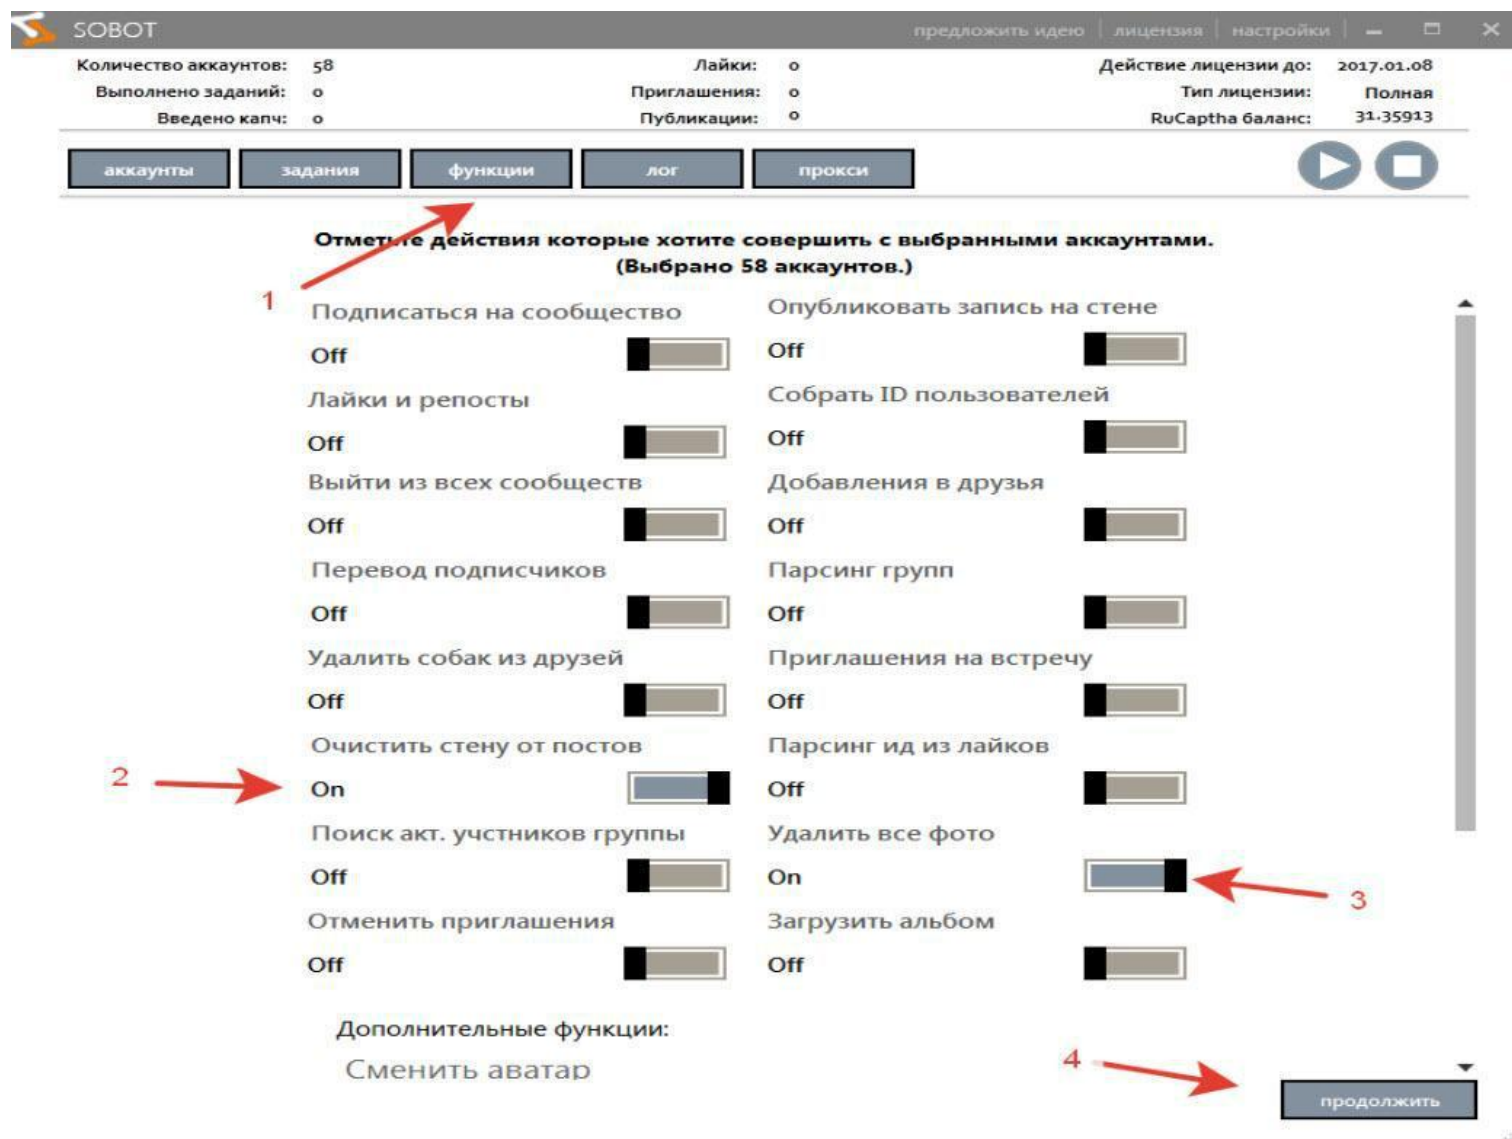 SOBOT
предложить идею лицензия настройки
Количество аккаунтов: 58 Лайки: 0 Действие лицензии до: 2017.01.08
Выполнено заданий: 0 Приглашения: 0 Тип лицензии: Полная
Введено капч: 0 Публикации: 0 RuCaptha баланс: 31.35913
аккаунты задания функции лог прокси
Отметьте действия которые хотите совершить с выбранными аккаунтами.
(Выбрано 58 аккаунтов.)
1
Подписаться на сообщество Опубликовать запись на стене
Off Off
Лайки и репосты Собрать ID пользователей
Off Off
Выйти из всех сообществ Добавления в друзья
Off Off
Перевод подписчиков Парсинг групп
Off Off
Удалить собак из друзей Приглашения на встречу
Off Off
Очистить стену от постов Парсинг ид из лайков
2 On Off
Поиск акт. учстников группы Удалить все фото
Off On 3
Отменить приглашения Загрузить альбом
Off Off
Дополнительные функции:
Сменить аватар
4
продолжить